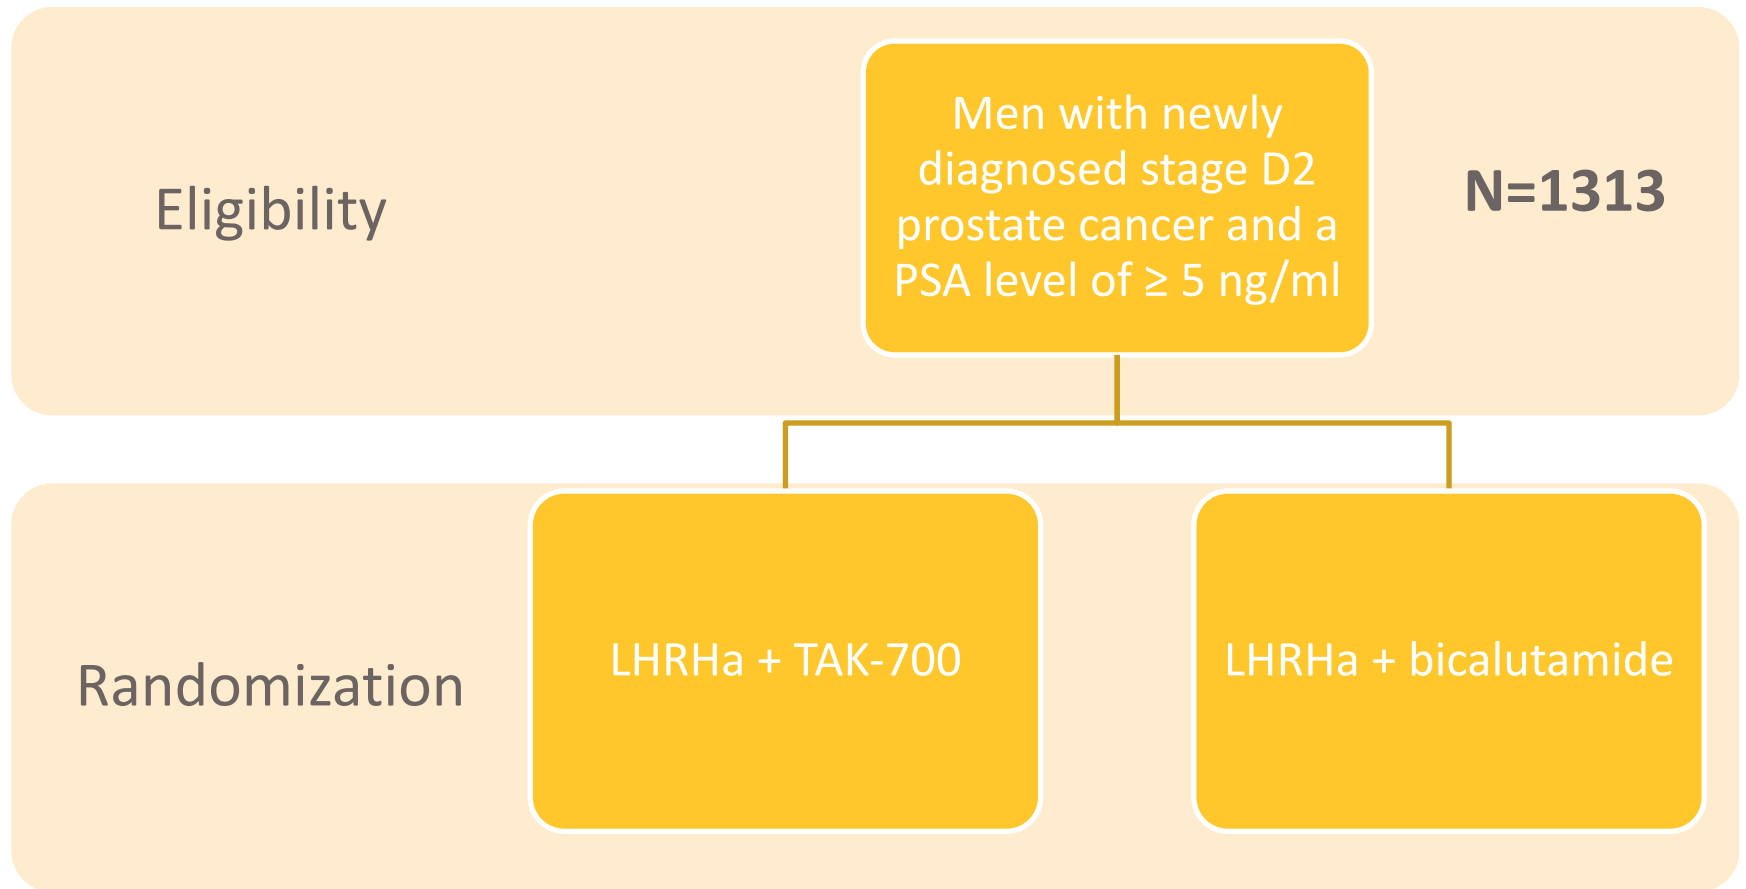 Eligibility
Men with newly
diagnosed stage D2
prostate cancer and a
PSA level of ≥ 5 ng/ml
N=1313
Randomization
LHRHa + TAK-700
LHRHa + bicalutamide